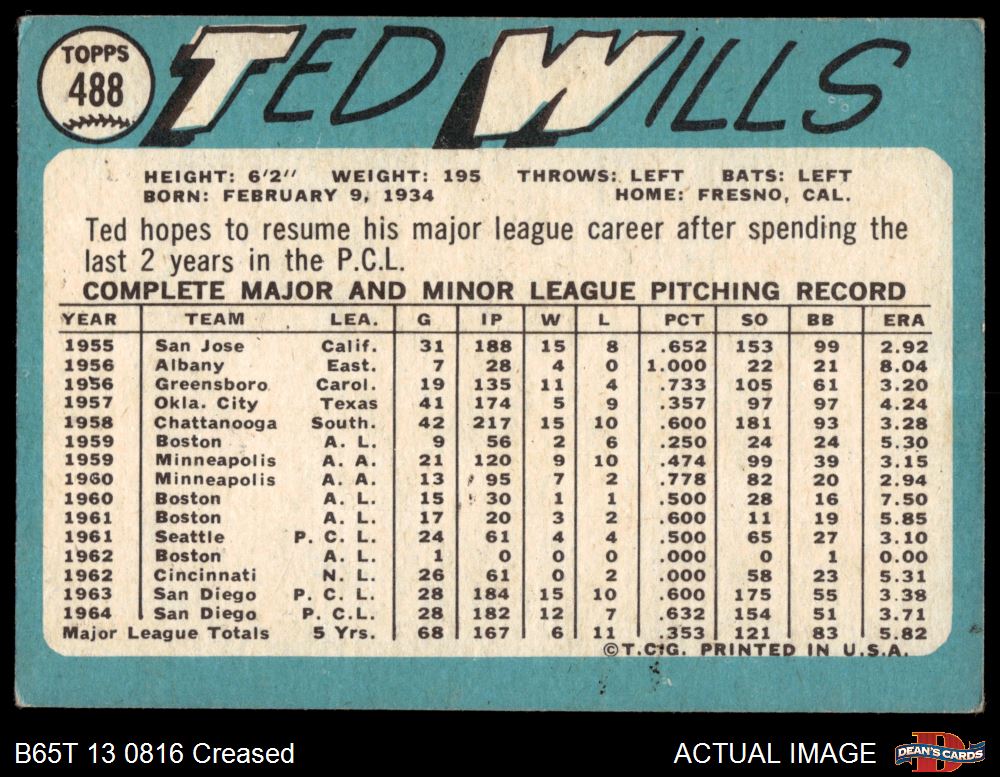 TOPPS
488
TED WILLS
HEIGHT: 6'2" WEIGHT: 195 THROWS: LEFT BATS: LEFT
BORN: FEBRUARY 9, 1934 HOME: FRESNO, CAL.
Ted hopes to resume his major league career after spending the
last 2 years in the P.C.L.
COMPLETE MAJOR AND MINOR LEAGUE PITCHING RECORD
YEAR TEAM LEA. G IP W L PCT SO BB ERA
1955 San Jose Calif. 31 188 15 8 .652 153 99 2.92
1956 Albany East. 7 28 4 0 1.000 22 21 8.04
1956 Greensboro Carol. 19 135 11 4 .733 105 61 3.20
1957 Okla. City Texas 41 174 5 9 .357 97 97 4.24
1958 Chattanooga South. 42 217 15 10 .600 181 93 3.28
1959 Boston A. L. 9 56 2 6 .250 24 24 5.30
1959 Minneapolis A. A. 21 120 9 10 .474 99 39 3.15
1960 Minneapolis A. A. 13 95 7 2 .778 82 20 2.94
1960 Boston A. L. 15 30 1 1 .500 28 16 7.50
1961 Boston A. L. 17 20 3 2 .600 11 19 5.85
1961 Seattle P. C. L. 24 61 4 4 .500 65 27 3.10
1962 Boston A. L. 1 0 0 0 .000 0 1 0.00
1962 Cincinnati N. L. 26 61 0 2 .000 58 23 5.31
1963 San Diego P. C. L. 28 184 15 10 .600 175 55 3.38
1964 San Diego P. C.L. 28 182 12 7 .632 154 51 3.71
Major League Totals 5 Yrs. 68 167 6 11 .353 121 83 5.82
©T.C.G. PRINTED IN U.S.A.
B65T 13 0816 Creased ACTUAL IMAGE DEAN'S CARDS